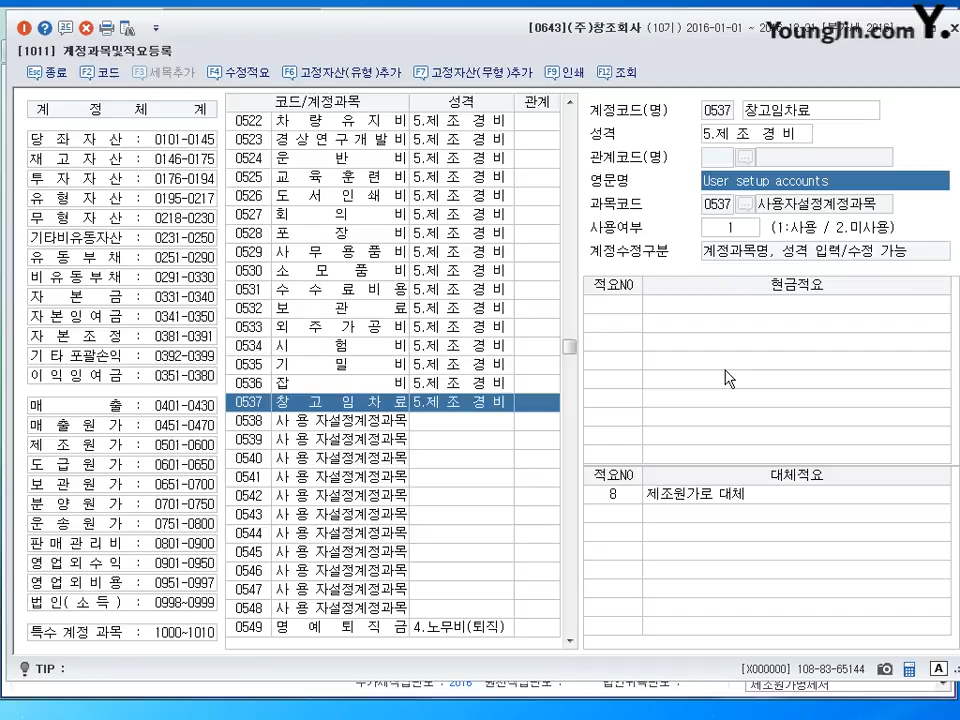 [0643](주)창조회사 (10기) 2016-01-01 ~ 2016-12-31 [부가세 2016]
YoungJin.com Y.
[1011] 계정과목및적요등록
Esc 종료 F2 코드 F3 세목추가 F4 수정적요 F6 고정자산(유형)추가 F7 고정자산(무형)추가 F9 인쇄 F12 조회
계 정 체 계
당 좌 자 산 : 0101-0145
재 고 자 산 : 0146-0175
투 자 자 산 : 0176-0194
유 형 자 산 : 0195-0217
무 형 자 산 : 0218-0230
기타비유동자산 : 0231-0250
유 동 부 채 : 0251-0290
비 유 동 부 채 : 0291-0330
자 본 금 : 0331-0340
자 본 잉 여 금 : 0341-0350
자 본 조 정 : 0381-0391
기 타 포괄손익 : 0392-0399
이 익 잉 여 금 : 0351-0380
매 출 : 0401-0430
매 출 원 가 : 0451-0470
제 조 원 가 : 0501-0600
도 급 원 가 : 0601-0650
보 관 원 가 : 0651-0700
분 양 원 가 : 0701-0750
운 송 원 가 : 0751-0800
판 매 관 리 비 : 0801-0900
영 업 외 수 익 : 0901-0950
영 업 외 비 용 : 0951-0997
법 인( 소 득 ) : 0998-0999
특수 계정 과목 : 1000~1010
코드/계정과목 성격 관계
0522 차 량 유 지 비 5.제 조 경 비
0523 경 상 연 구 개 발 비 5.제 조 경 비
0524 운 반 비 5.제 조 경 비
0525 교 육 훈 련 비 5.제 조 경 비
0526 도 서 인 쇄 비 5.제 조 경 비
0527 회 의 비 5.제 조 경 비
0528 포 장 비 5.제 조 경 비
0529 사 무 용 품 비 5.제 조 경 비
0530 소 모 품 비 5.제 조 경 비
0531 수 수 료 비 용 5.제 조 경 비
0532 보 관 료 5.제 조 경 비
0533 외 주 가 공 비 5.제 조 경 비
0534 시 험 비 5.제 조 경 비
0535 기 밀 비 5.제 조 경 비
0536 잡 비 5.제 조 경 비
0537 창 고 임 차 료 5.제 조 경 비
0538 사 용 자설정계정과목
0539 사 용 자설정계정과목
0540 사 용 자설정계정과목
0541 사 용 자설정계정과목
0542 사 용 자설정계정과목
0543 사 용 자설정계정과목
0544 사 용 자설정계정과목
0545 사 용 자설정계정과목
0546 사 용 자설정계정과목
0547 사 용 자설정계정과목
0548 사 용 자설정계정과목
0549 명 예 퇴 직 금 4.노무비(퇴직)
계정코드(명) 0537 창고임차료
성격 5.제 조 경 비
관계코드(명)
영문명 User setup accounts
과목코드 0537 사용자설정계정과목
사용여부 1 (1:사용 / 2.미사용)
계정수정구분 계정과목명, 성격 입력/수정 가능
적요NO 현금적요
적요NO 대체적요
8 제조원가로 대체
TIP :
[X000000] 108-83-65144
A
2016
제조원가명세서